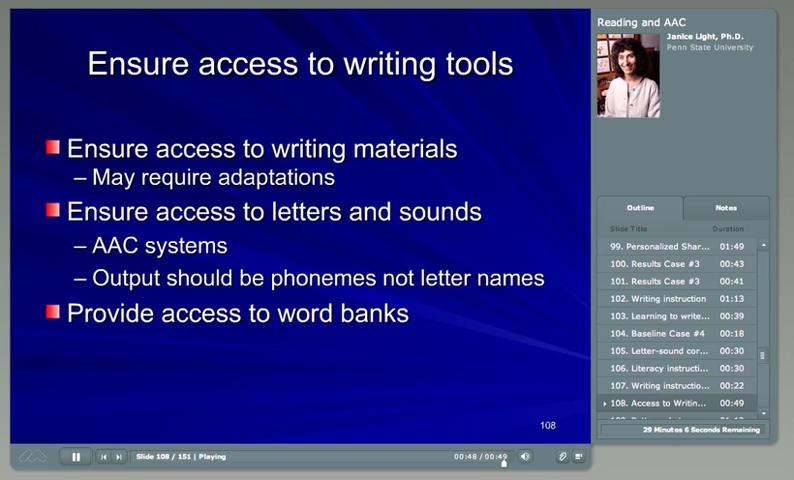 Ensure access to writing tools
Ensure access to writing materials
– May require adaptations
Ensure access to letters and sounds
– AAC systems
– Output should be phonemes not letter names
Provide access to word banks
108
Slide 108 / 151 | Playing
00:48 / 00:49
Reading and AAC
Janice Light, Ph.D.
Penn State University
Outline
Notes
Slide Title Duration
99. Personalized Shar... 01:49
100. Results Case #3 00:43
101. Results Case #3 00:41
102. Writing instruction 01:13
103. Learning to write... 00:39
104. Baseline Case #4 00:18
105. Letter-sound cor... 00:30
106. Literacy instructi... 00:30
107. Writing instructio... 00:22
108. Access to Writin... 00:49
29 Minutes 6 Seconds Remaining